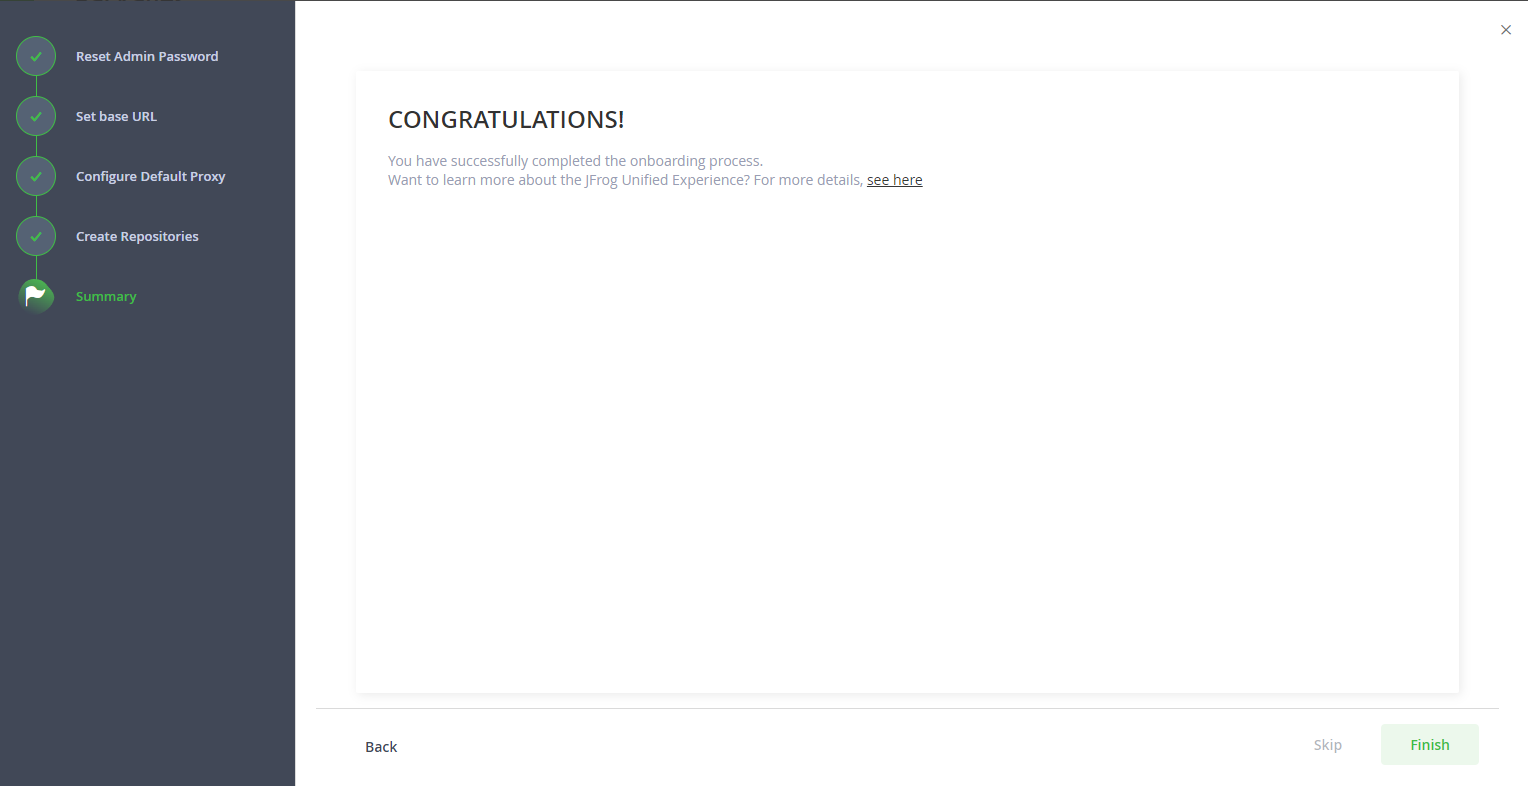 Reset Admin Password
Set base URL
Configure Default Proxy
Create Repositories
Summary
CONGRATULATIONS!
You have successfully completed the onboarding process.
Want to learn more about the JFrog Unified Experience? For more details, see here
Back
Skip
Finish